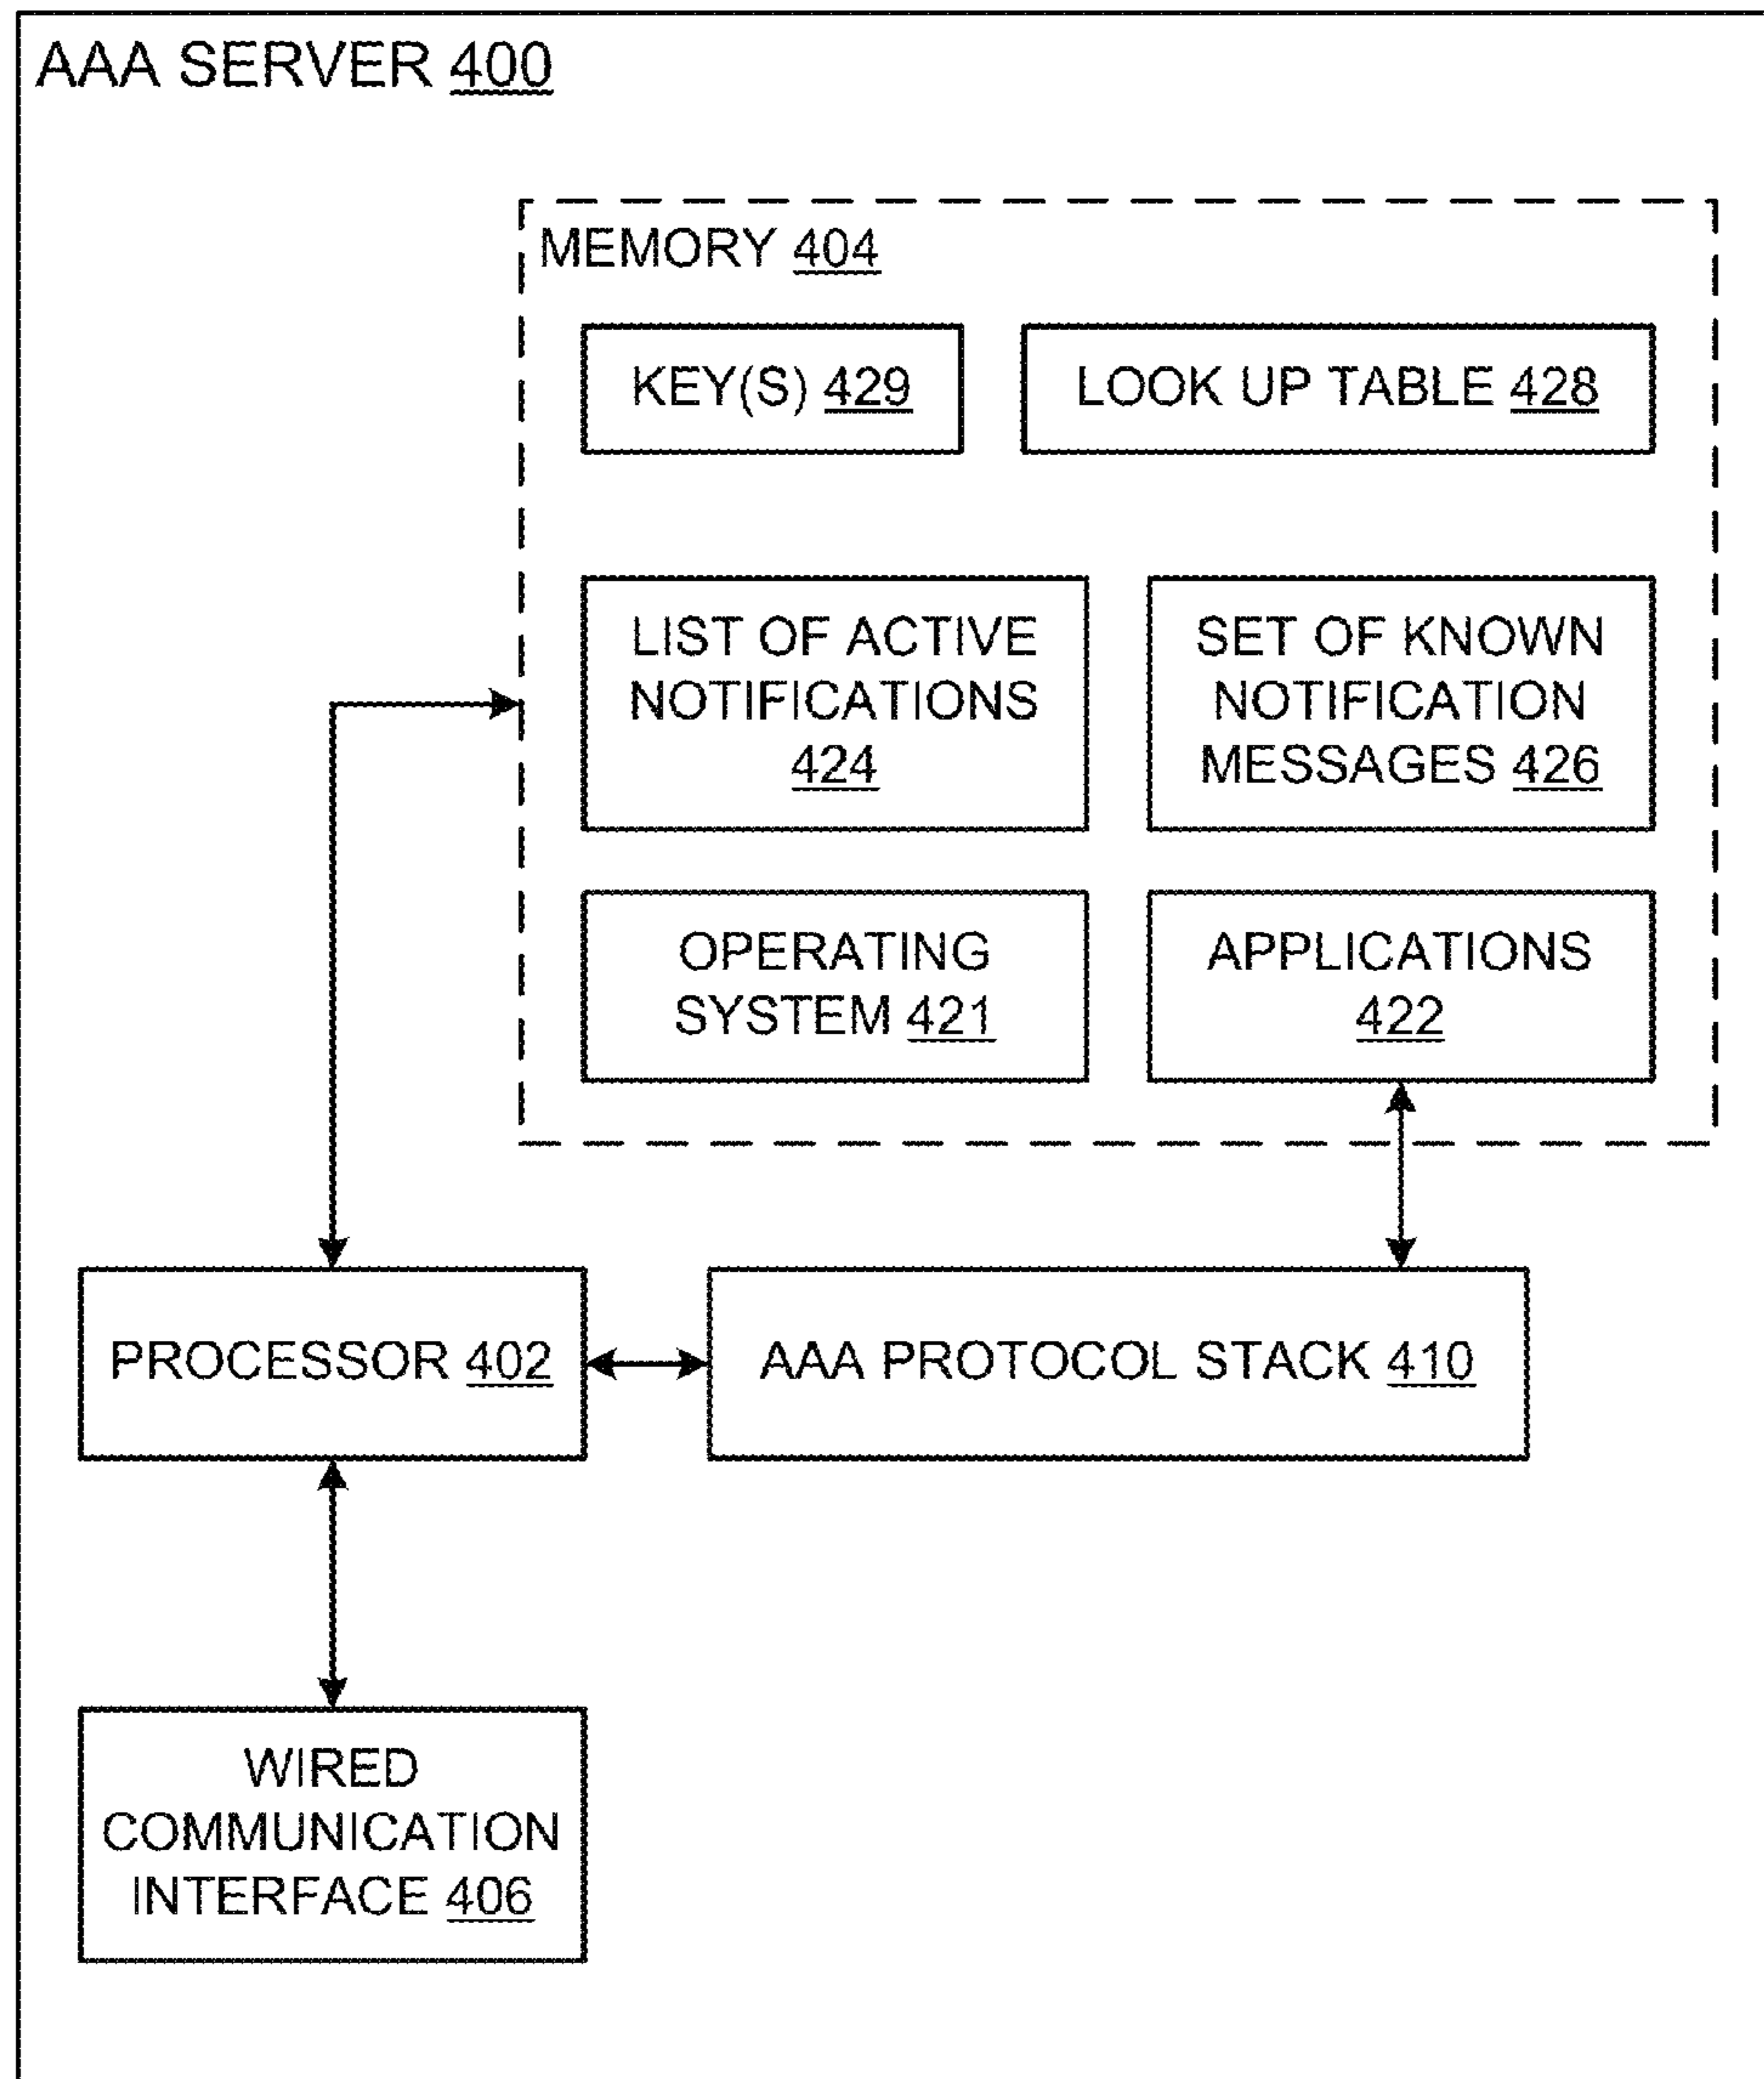 AAA SERVER 400
MEMORY 404
KEY(S) 429
LOOK UP TABLE 428
LIST OF ACTIVE
NOTIFICATIONS
424
SET OF KNOWN
NOTIFICATION
MESSAGES 426
OPERATING
SYSTEM 421
APPLICATIONS
422
PROCESSOR 402
AAA PROTOCOL STACK 410
WIRED
COMMUNICATION
INTERFACE 406